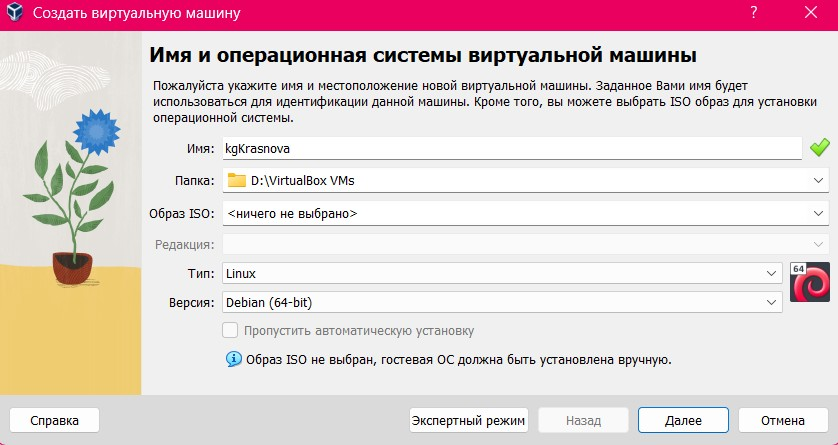 Создать виртуальную машину
?
Имя и операционная системы виртуальной машины
Пожалуйста укажите имя и местоположение новой виртуальной машины. Заданное Вами имя будет
использоваться для идентификации данной машины. Кроме того, вы можете выбрать ISO образ для установки
операционной системы.
Имя: kgKrasnova
Папка: D:\VirtualBox VMs
Образ ISO: <ничего не выбрано>
Редакция:
Тип: Linux
64
Версия: Debian (64-bit)
Пропустить автоматическую установку
Образ ISO не выбран, гостевая ОС должна быть установлена вручную.
Справка Экспертный режим Назад Далее Отмена